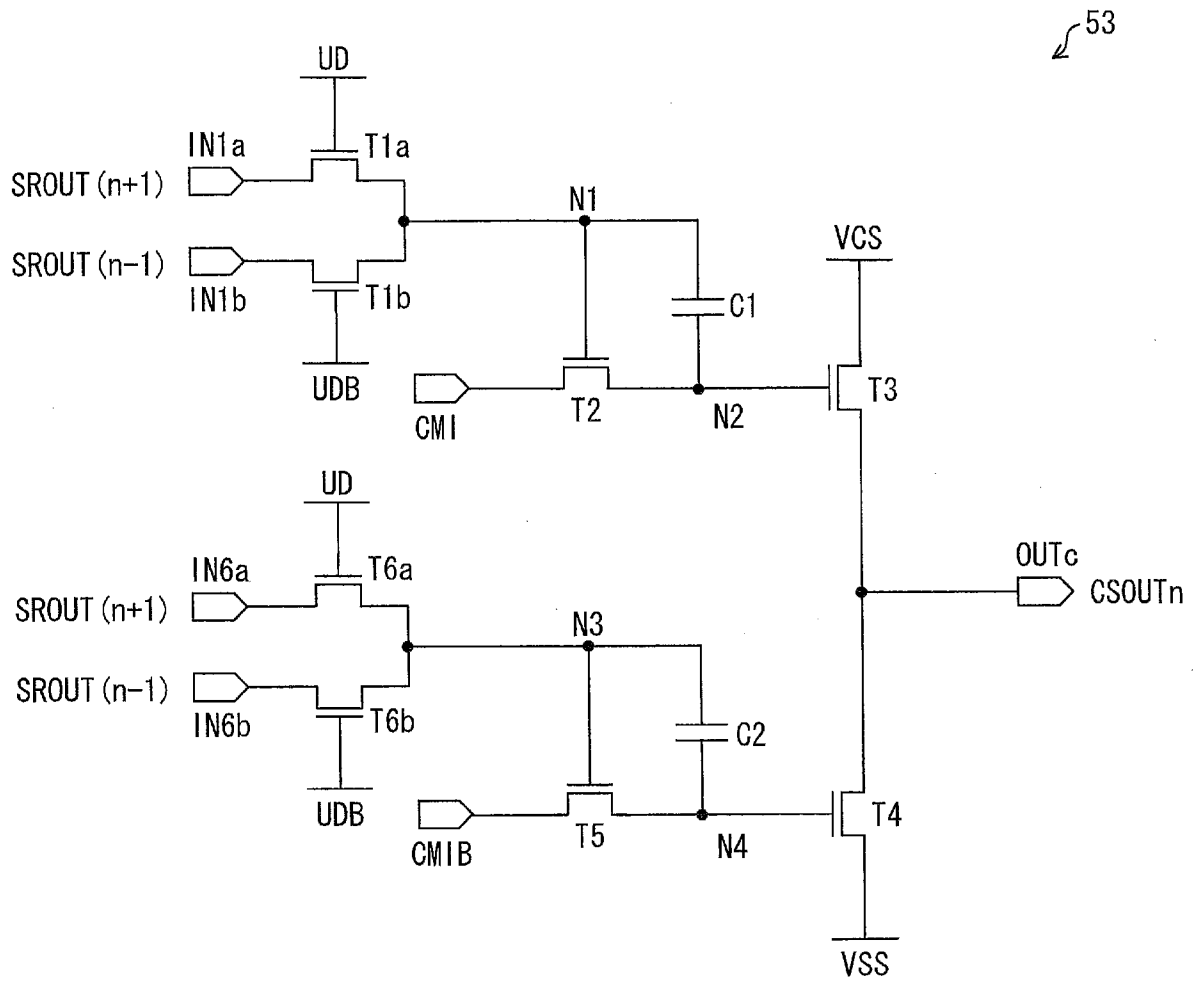 53
UD
IN1a
T1a
SROUT(n+1)
N1
VCS
SROUT(n-1)
IN1b
T1b
C1
UDB
T2
N2
T3
CMI
UD
IN6a
T6a
OUTc
SROUT(n+1)
CSOUTn
N3
SROUT(n-1)
IN6b
T6b
C2
UDB
T5
N4
T4
CMIB
VSS